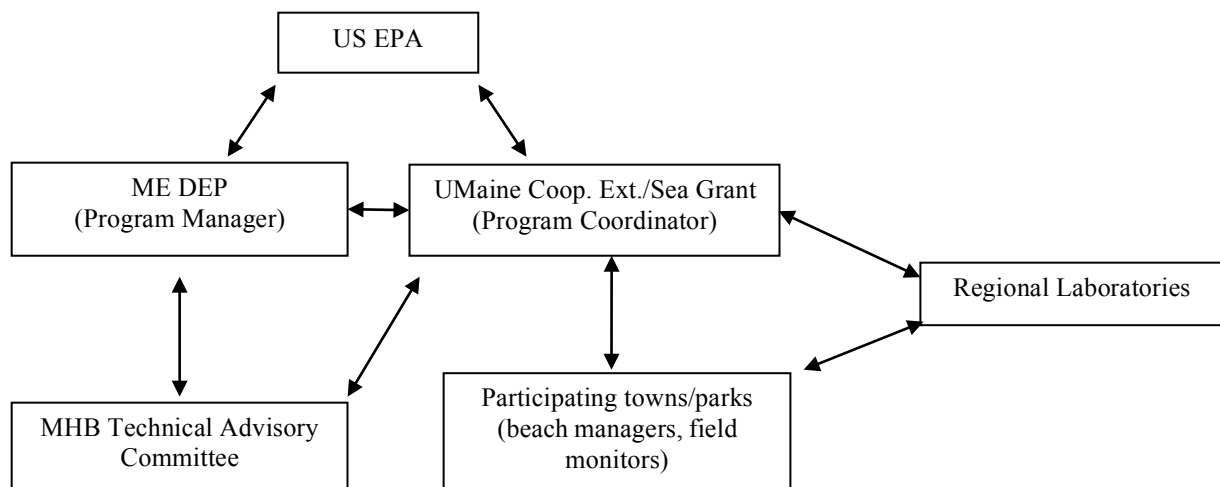 US EPA
ME DEP
(Program Manager)
UMaine Coop. Ext./Sea Grant
(Program Coordinator)
Regional Laboratories
MHB Technical Advisory
Committee
Participating towns/parks
(beach managers, field
monitors)